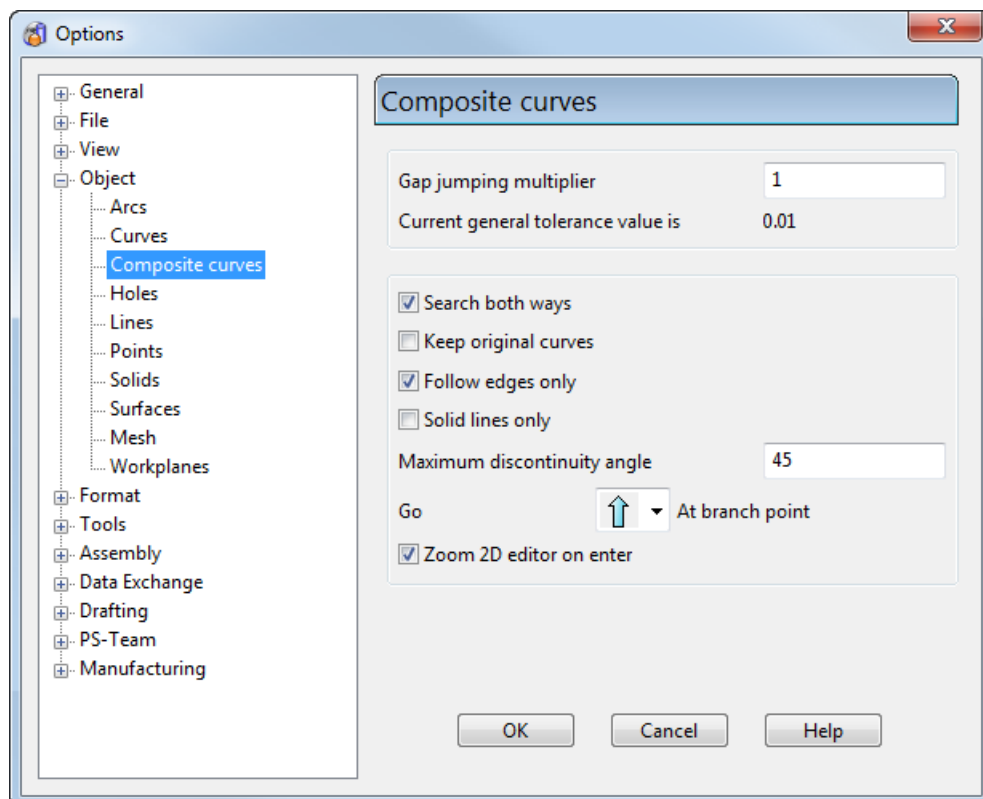 Options
General
File
View
Object
Arcs
Curves
Composite curves
Holes
Lines
Points
Solids
Surfaces
Mesh
Workplanes
Format
Tools
Assembly
Data Exchange
Drafting
PS-Team
Manufacturing
Composite curves
Gap jumping multiplier 1
Current general tolerance value is 0.01
Search both ways
Keep original curves
Follow edges only
Solid lines only
Maximum discontinuity angle 45
Go At branch point
Zoom 2D editor on enter
OK Cancel Help